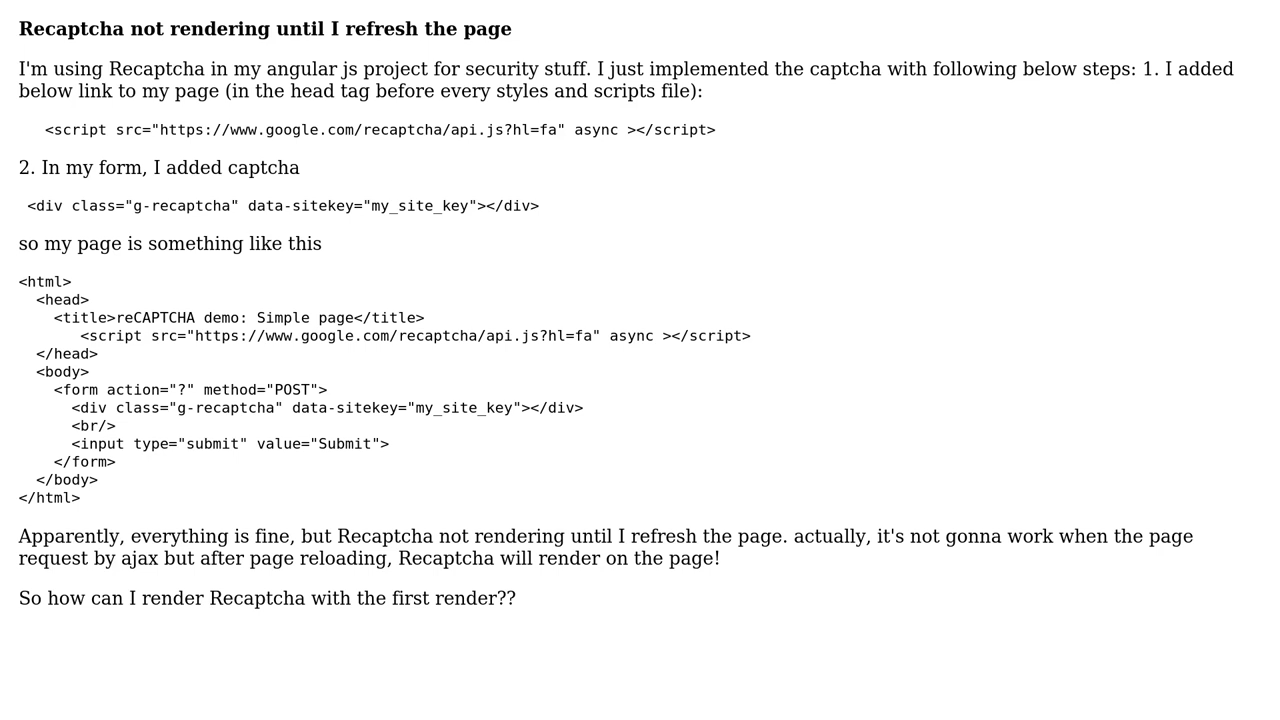 Recaptcha not rendering until I refresh the page
I'm using Recaptcha in my angular js project for security stuff. I just implemented the captcha with following below steps: 1. I added
below link to my page (in the head tag before every styles and scripts file):
<script src="https://www.google.com/recaptcha/api.js?hl=fa" async ></script>
2. In my form, I added captcha
<div class="g-recaptcha" data-sitekey="my_site_key"></div>
so my page is something like this
<html>
<head>
<title>reCAPTCHA demo: Simple page</title>
<script src="https://www.google.com/recaptcha/api.js?hl=fa" async ></script>
</head>
<body>
<form action="?" method="POST">
<div class="g-recaptcha" data-sitekey="my_site_key"></div>
<br/>
<input type="submit" value="Submit">
</form>
</body>
</html>
Apparently, everything is fine, but Recaptcha not rendering until I refresh the page. actually, it's not gonna work when the page
request by ajax but after page reloading, Recaptcha will render on the page!
So how can I render Recaptcha with the first render??